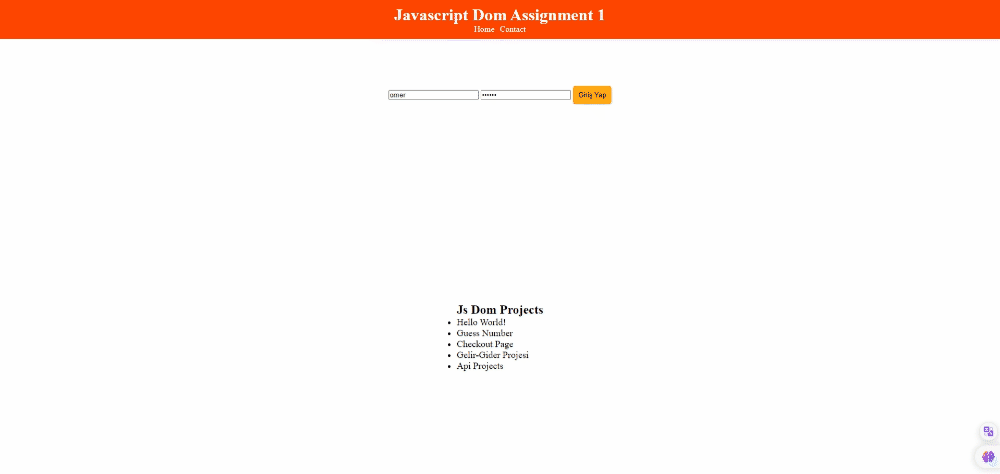 Javascript Dom Assignment 1
Home Contact
omer •••••• Giriş Yap
Js Dom Projects
• Hello World!
• Guess Number
• Checkout Page
• Gelir-Gider Projesi
• Api Projects